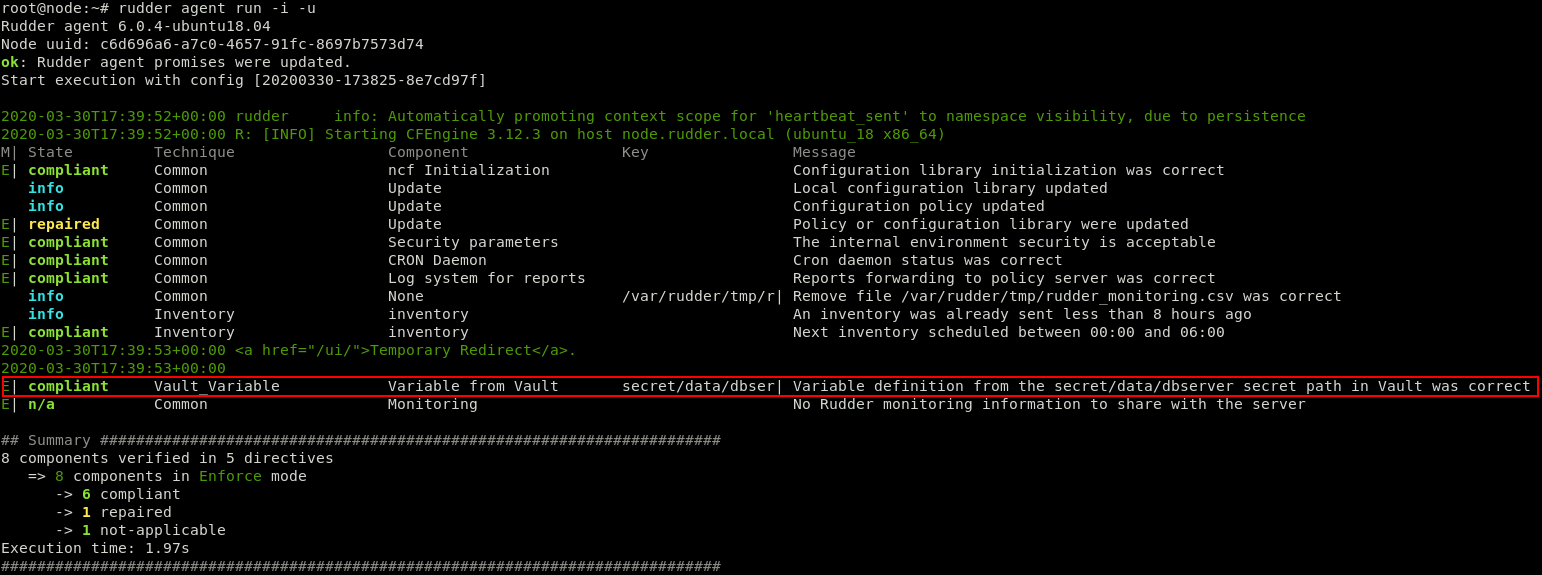 root@node:~# rudder agent run -i -u
Rudder agent 6.0.4-ubuntu18.04
Node uuid: c6d696a6-a7c0-4657-91fc-8697b7573d74
ok: Rudder agent promises were updated.
Start execution with config [20200330-173825-8e7cd97f]
2020-03-30T17:39:52+00:00 rudder     info: Automatically promoting context scope for 'heartbeat_sent' to namespace visibility, due to persistence
2020-03-30T17:39:52+00:00 R: [INFO] Starting CFEngine 3.12.3 on host node.rudder.local (ubuntu_18 x86_64)
M| State         Technique                 Component                 Key                Message
E| compliant     Common                    ncf Initialization                           Configuration library initialization was correct
   info          Common                    Update                                       Local configuration library updated
   info          Common                    Update                                       Configuration policy updated
E| repaired      Common                    Update                                       Policy or configuration library were updated
E| compliant     Common                    Security parameters                          The internal environment security is acceptable
E| compliant     Common                    CRON Daemon                                  Cron daemon status was correct
E| compliant     Common                    Log system for reports                       Reports forwarding to policy server was correct
   info          Common                    None                      /var/rudder/tmp/r| Remove file /var/rudder/tmp/rudder_monitoring.csv was correct
   info          Inventory                 inventory                                    An inventory was already sent less than 8 hours ago
E| compliant     Inventory                 inventory                                    Next inventory scheduled between 00:00 and 06:00
2020-03-30T17:39:53+00:00 <a href="/ui/">Temporary Redirect</a>.
2020-03-30T17:39:53+00:00
E| compliant     Vault_Variable            Variable from Vault       secret/data/dbser| Variable definition from the secret/data/dbserver secret path in Vault was correct
E| n/a           Common                    Monitoring                                   No Rudder monitoring information to share with the server
## Summary #####################################################################
8 components verified in 5 directives
   => 8 components in Enforce mode
      -> 6 compliant
      -> 1 repaired
      -> 1 not-applicable
Execution time: 1.97s
################################################################################